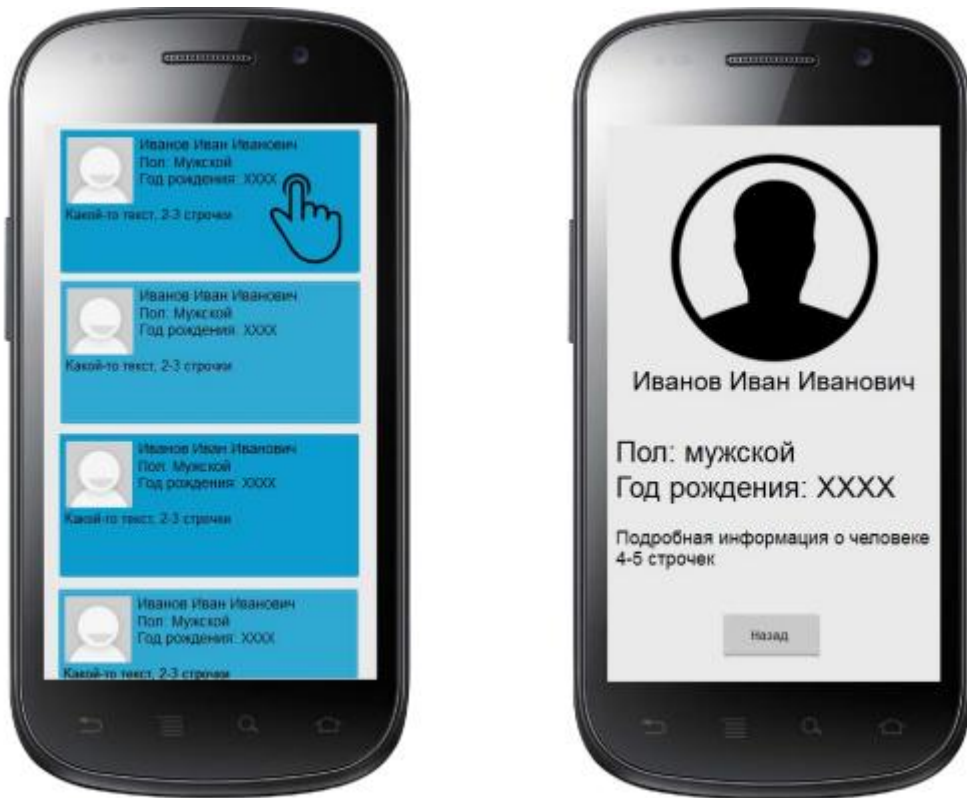 Иванов Иван Иванович
Пол: Мужской
Год рождения: XXXX
Какой-то текст, 2-3 строчки
Иванов Иван Иванович
Пол: Мужской
Год рождения: XXXX
Какой-то текст, 2-3 строчки
Иванов Иван Иванович
Пол: Мужской
Год рождения: XXXX
Какой-то текст, 2-3 строчки
Иванов Иван Иванович
Пол: Мужской
Год рождения: XXXX
Какой-то текст, 2-3 строчки
Иванов Иван Иванович
Пол: мужской
Год рождения: XXXX
Подробная информация о человеке
4-5 строчек
Назад